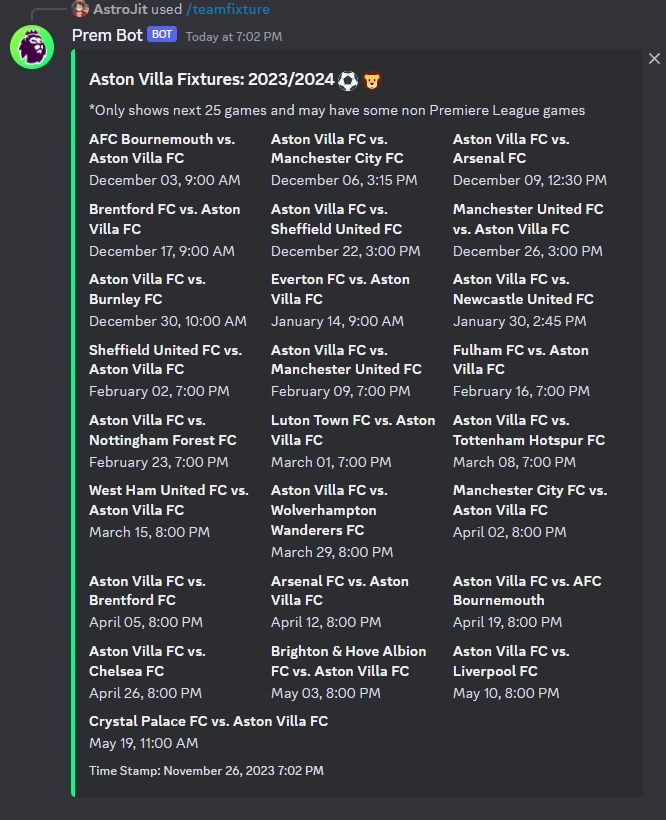 AstroJit used /teamfixture
Prem Bot BOT Today at 7:02 PM
Aston Villa Fixtures: 2023/2024
*Only shows next 25 games and may have some non Premiere League games
AFC Bournemouth vs.
Aston Villa FC
December 03, 9:00 AM
Aston Villa FC vs.
Manchester City FC
December 06, 3:15 PM
Aston Villa FC vs.
Arsenal FC
December 09, 12:30 PM
Brentford FC vs. Aston
Villa FC
December 17, 9:00 AM
Aston Villa FC vs.
Sheffield United FC
December 22, 3:00 PM
Manchester United FC
vs. Aston Villa FC
December 26, 3:00 PM
Aston Villa FC vs.
Burnley FC
December 30, 10:00 AM
Everton FC vs. Aston
Villa FC
January 14, 9:00 AM
Aston Villa FC vs.
Newcastle United FC
January 30, 2:45 PM
Sheffield United FC vs.
Aston Villa FC
February 02, 7:00 PM
Aston Villa FC vs.
Manchester United FC
February 09, 7:00 PM
Fulham FC vs. Aston
Villa FC
February 16, 7:00 PM
Aston Villa FC vs.
Nottingham Forest FC
February 23, 7:00 PM
Luton Town FC vs. Aston
Villa FC
March 01, 7:00 PM
Aston Villa FC vs.
Tottenham Hotspur FC
March 08, 7:00 PM
West Ham United FC vs.
Aston Villa FC
March 15, 8:00 PM
Aston Villa FC vs.
Wolverhampton
Wanderers FC
March 29, 8:00 PM
Manchester City FC vs.
Aston Villa FC
April 02, 8:00 PM
Aston Villa FC vs.
Brentford FC
April 05, 8:00 PM
Arsenal FC vs. Aston
Villa FC
April 12, 8:00 PM
Aston Villa FC vs. AFC
Bournemouth
April 19, 8:00 PM
Aston Villa FC vs.
Chelsea FC
April 26, 8:00 PM
Brighton & Hove Albion
FC vs. Aston Villa FC
May 03, 8:00 PM
Aston Villa FC vs.
Liverpool FC
May 10, 8:00 PM
Crystal Palace FC vs. Aston Villa FC
May 19, 11:00 AM
Time Stamp: November 26, 2023 7:02 PM